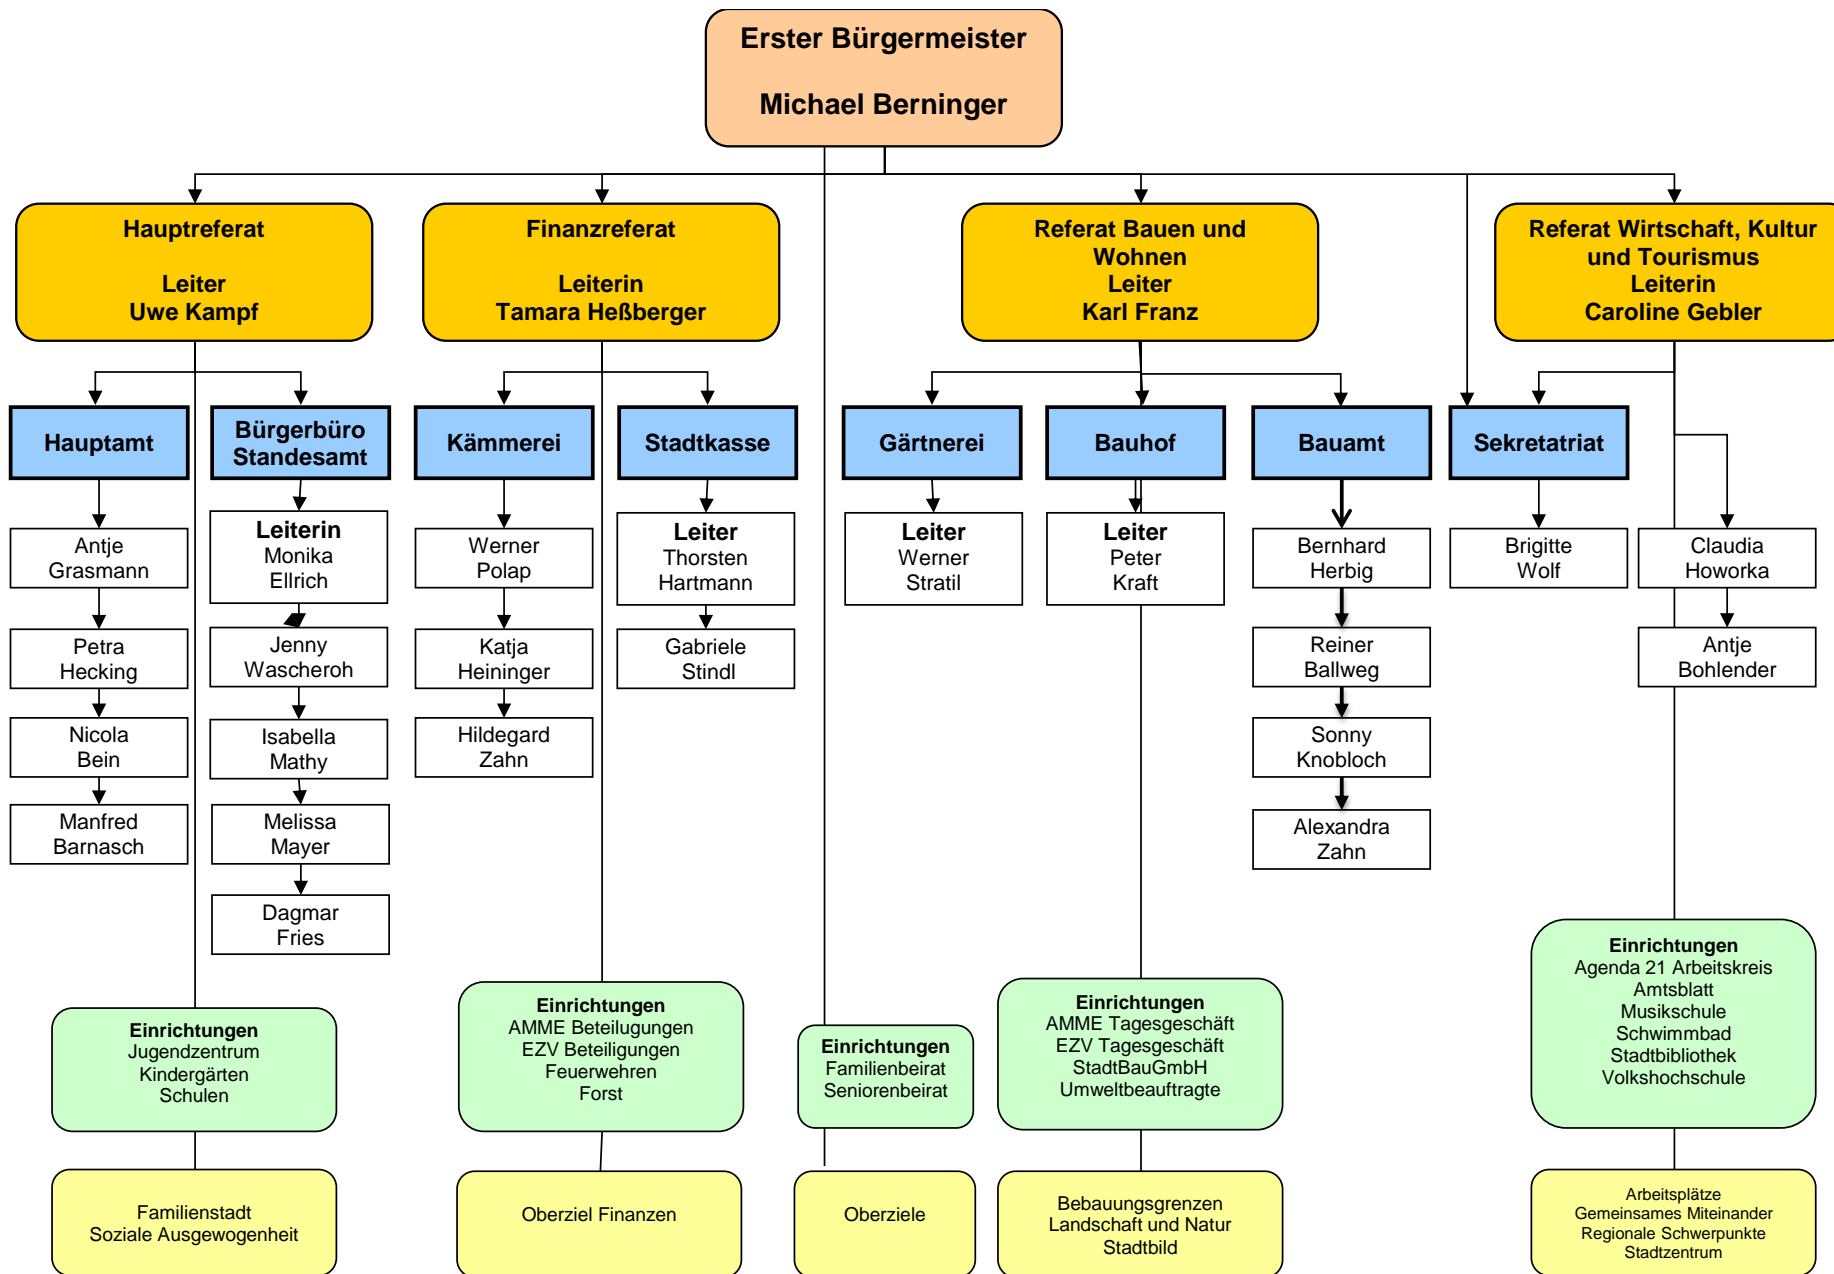 Erster Bürgermeister
Michael Berninger
Hauptreferat
Leiter
Uwe Kampf
Finanzreferat
Leiterin
Tamara Heßberger
Referat Bauen und
Wohnen
Leiter
Karl Franz
Referat Wirtschaft, Kultur
und Tourismus
Leiterin
Caroline Gebler
Hauptamt
Bürgerbüro
Standesamt
Kämmerei
Stadtkasse
Gärtnerei
Bauhof
Bauamt
Sekretatriat
Antje
Grasmann
Petra
Hecking
Nicola
Bein
Manfred
Barnasch
Leiterin
Monika
Ellrich
Jenny
Wascheroh
Isabella
Mathy
Melissa
Mayer
Dagmar
Fries
Werner
Polap
Katja
Heininger
Hildegard
Zahn
Leiter
Thorsten
Hartmann
Gabriele
Stindl
Leiter
Werner
Stratil
Leiter
Peter
Kraft
Bernhard
Herbig
Reiner
Ballweg
Sonny
Knobloch
Alexandra
Zahn
Brigitte
Wolf
Claudia
Howorka
Antje
Bohlender
Einrichtungen
Jugendzentrum
Kindergärten
Schulen
Einrichtungen
AMME Beteilugungen
EZV Beteiligungen
Feuerwehren
Forst
Einrichtungen
Familienbeirat
Seniorenbeirat
Einrichtungen
AMME Tagesgeschäft
EZV Tagesgeschäft
StadtBauGmbH
Umweltbeauftragte
Einrichtungen
Agenda 21 Arbeitskreis
Amtsblatt
Musikschule
Schwimmbad
Stadtbibliothek
Volkshochschule
Familienstadt
Soziale Ausgewogenheit
Oberziel Finanzen
Oberziele
Bebauungsgrenzen
Landschaft und Natur
Stadtbild
Arbeitsplätze
Gemeinsames Miteinander
Regionale Schwerpunkte
Stadtzentrum